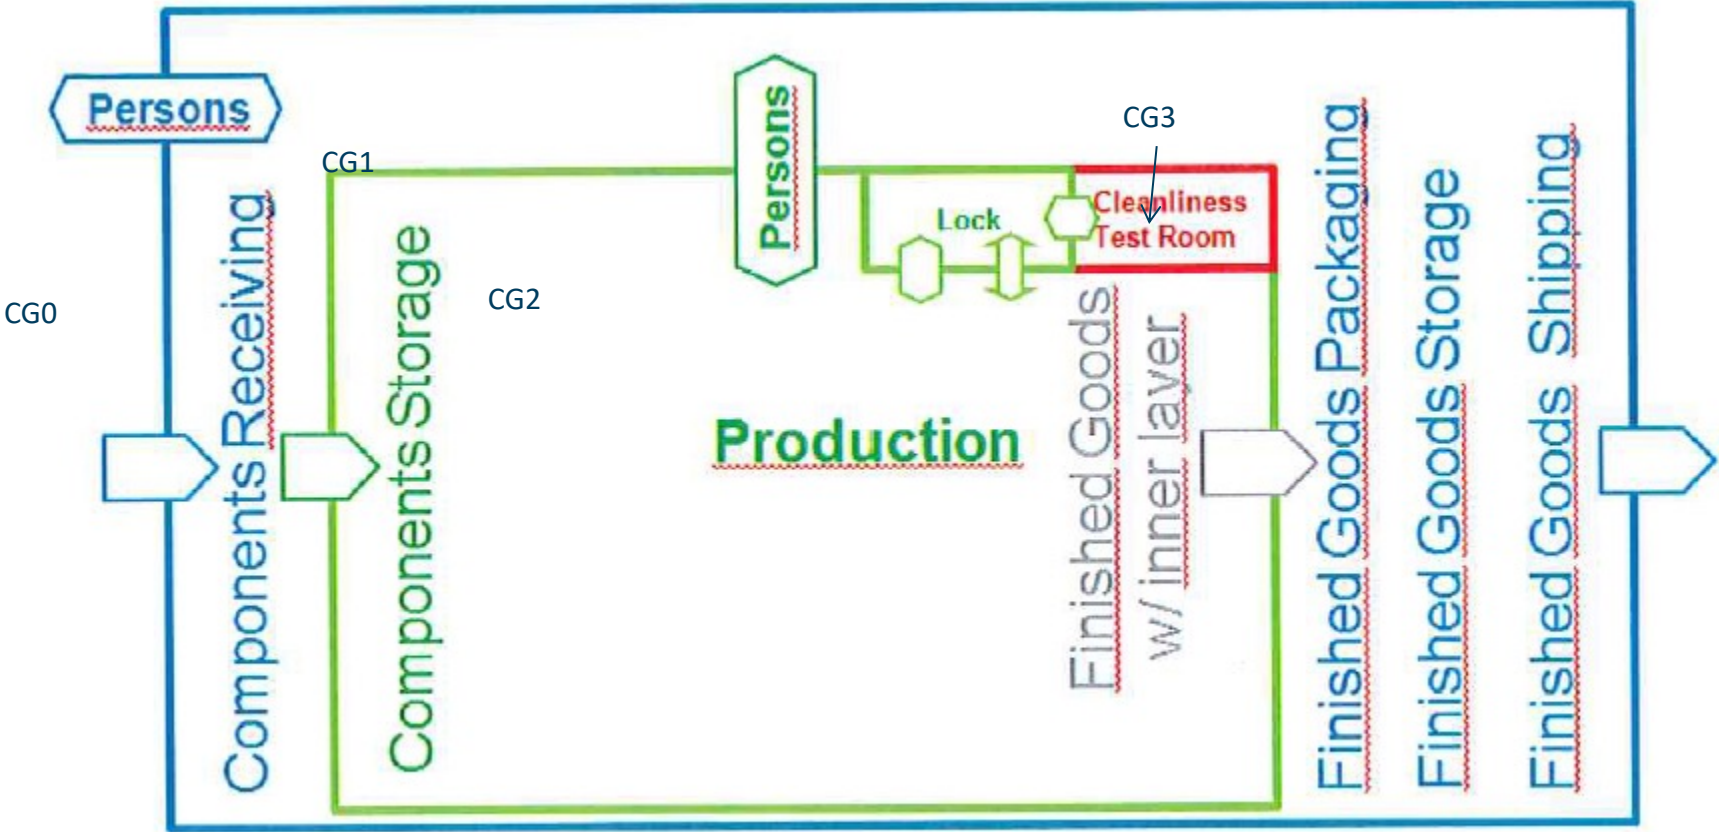 Persons
CG0
Components Receiving
CG1
Components Storage
CG2
Persons
Production
Lock
CG3
Cleanliness
Test Room
Finished Goods
w/ inner layer
Finished Goods Packaging
Finished Goods Storage
Finished Goods Shipping